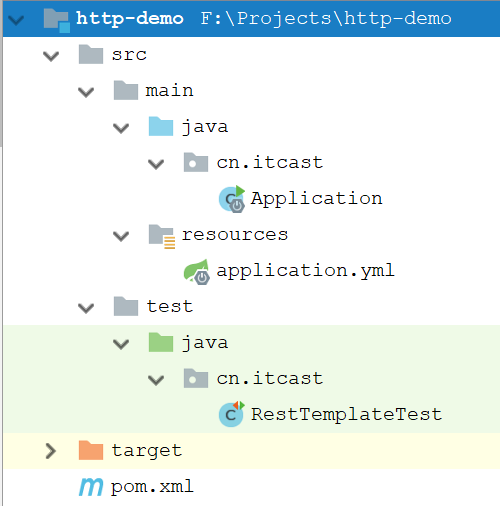 http-demo F:\Projects\http-demo
src
main
java
cn.itcast
Application
resources
application.yml
test
java
cn.itcast
RestTemplateTest
target
pom.xml